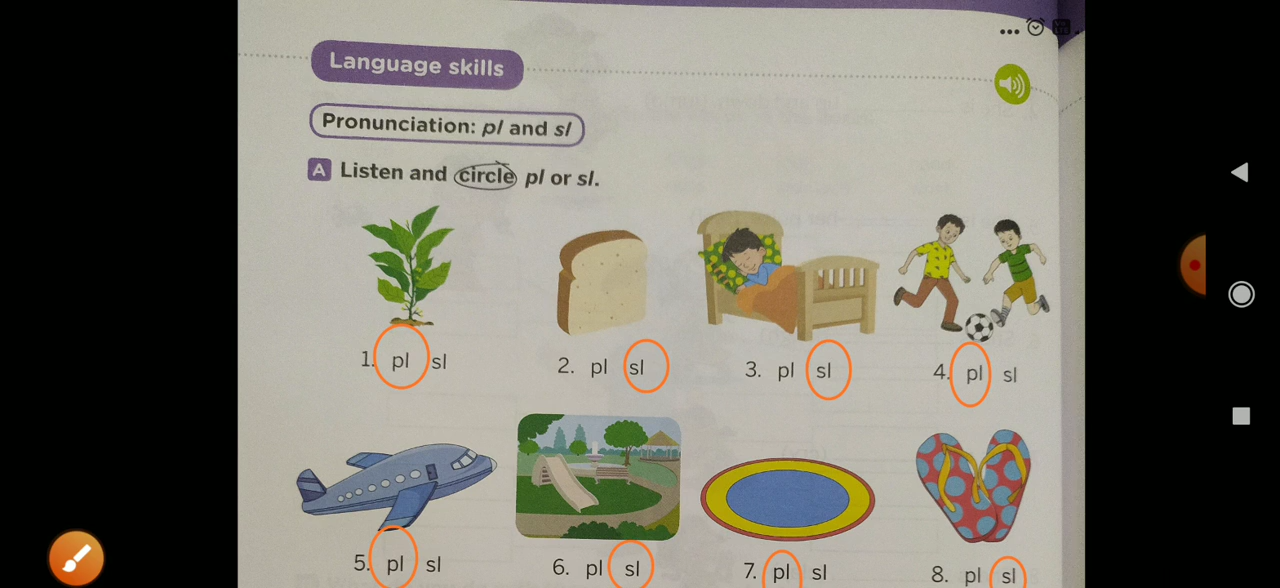 Language skills
Pronunciation: pl and sl
A Listen and circle pl or sl.
1. pl sl
2. pl sl
3. pl sl
4. pl sl
5. pl sl
6. pl sl
7. pl sl
8. pl sl